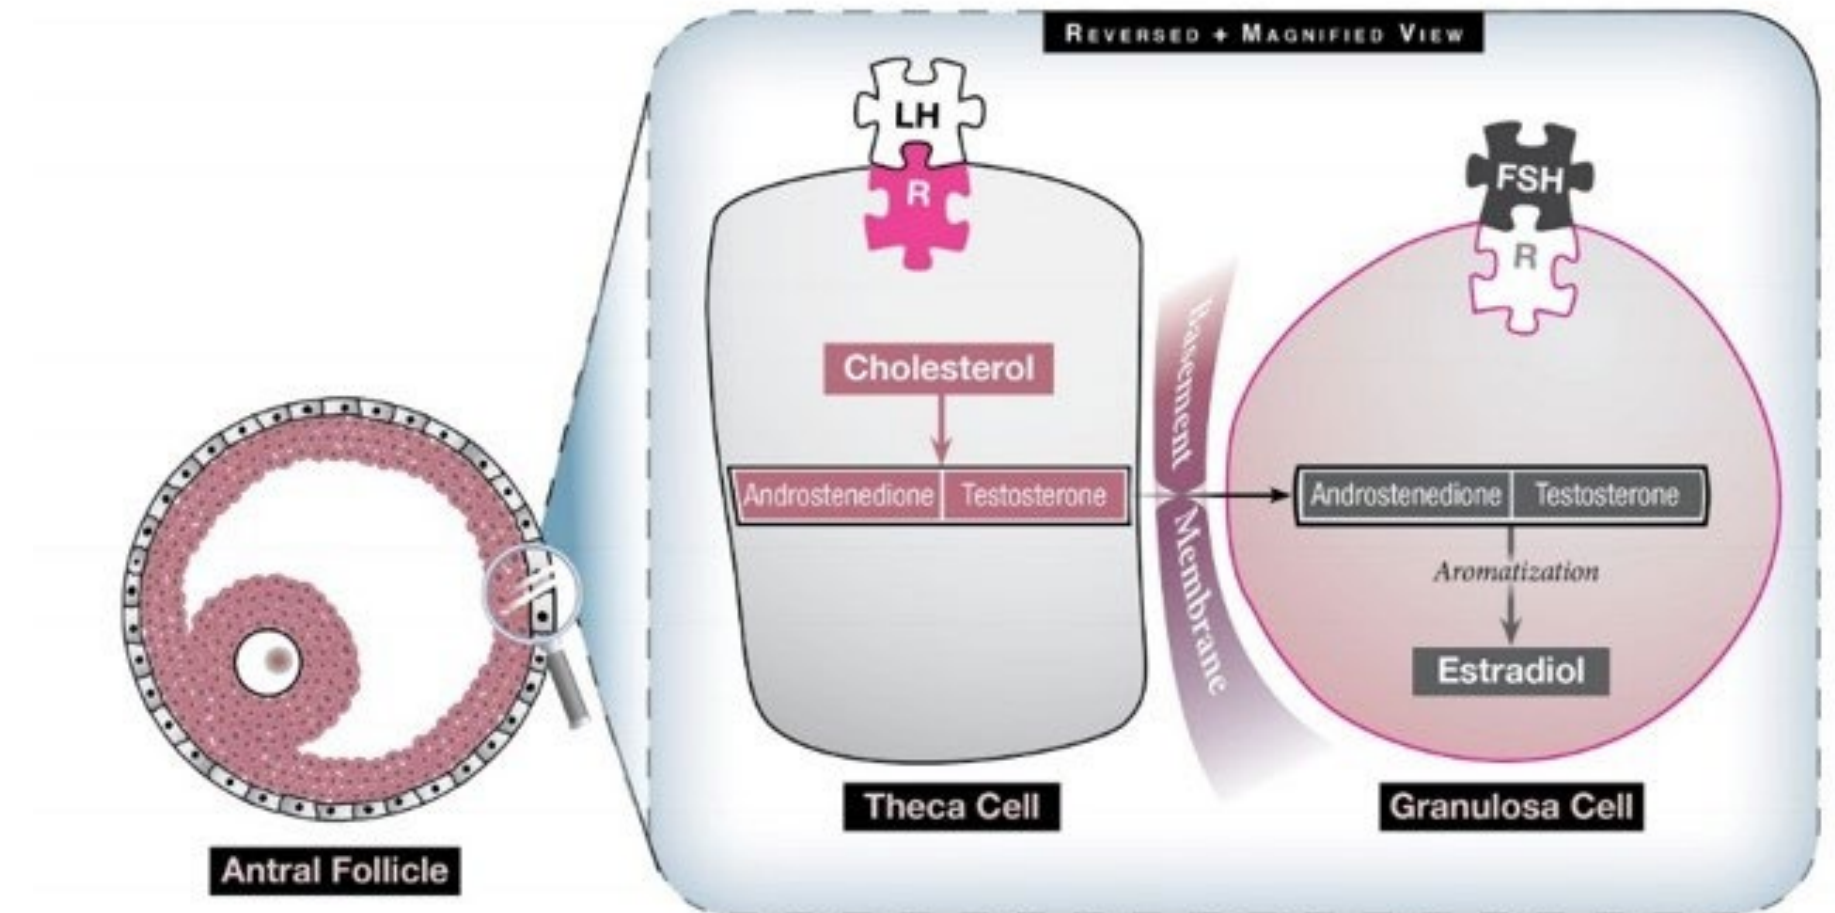 REVERSED + MAGNIFIED VIEW
LH
R
FSH
R
Cholesterol
Androstenedione Testosterone
Basement Membrane
Androstenedione Testosterone
Aromatization
Estradiol
Theca Cell
Granulosa Cell
Antral Follicle